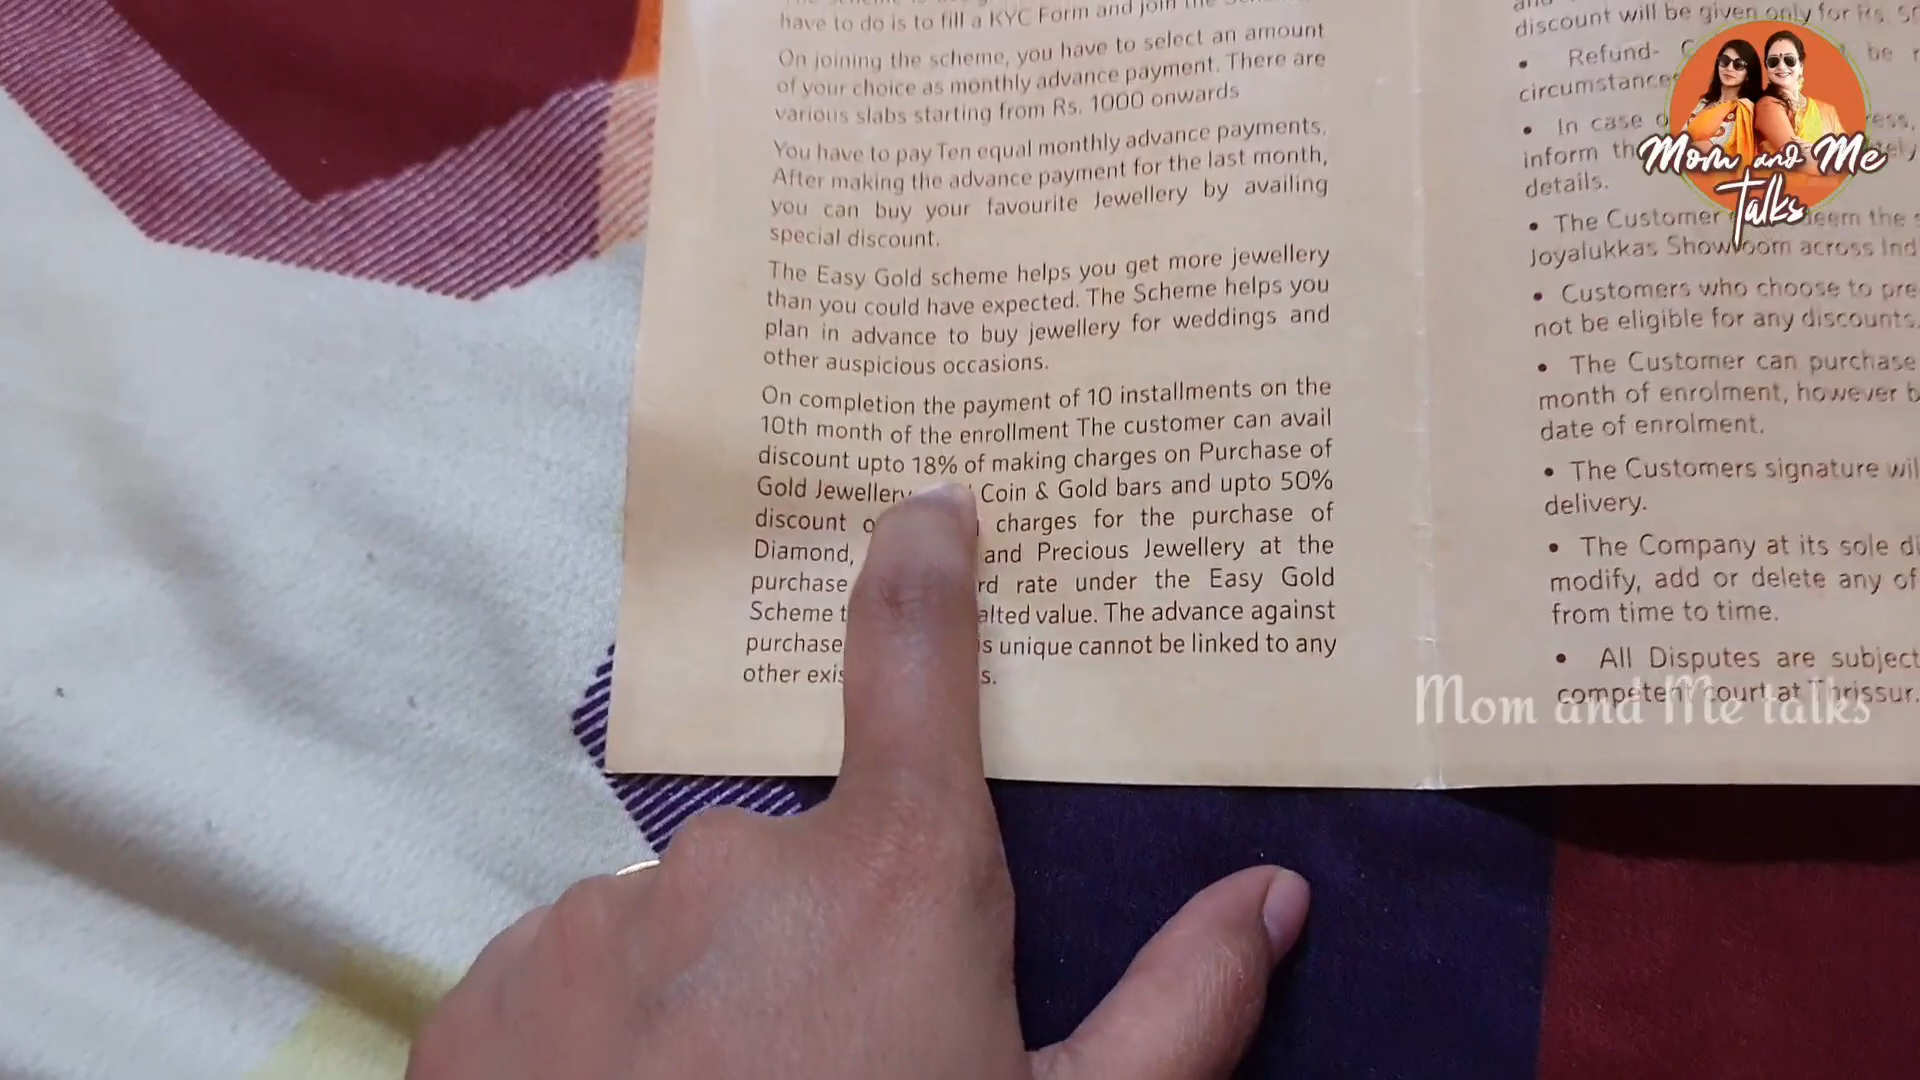 have to do is to fill a KYC Form and join the
On joining the scheme, you have to select an amount
of your choice as monthly advance payment. There are
various slabs starting from Rs. 1000 onwards
You have to pay Ten equal monthly advance payments.
After making the advance payment for the last month,
you can buy your favourite Jewellery by availing
special discount.
The Easy Gold scheme helps you get more jewellery
than you could have expected. The Scheme helps you
plan in advance to buy jewellery for weddings and
other auspicious occasions.
On completion the payment of 10 installments on the
10th month of the enrollment The customer can avail
discount upto 18% of making charges on Purchase of
Gold Jewellery Coin & Gold bars and upto 50%
discount charges for the purchase of
Diamond, and Precious Jewellery at the
purchase rate under the Easy Gold
Scheme value. The advance against
purchase unique cannot be linked to any
other
discount will be given only for Rs.
• Refund- be
circumstances
• In case
inform
details.
• The Customer the
Joyalukkas Showroom across
• Customers who choose to
not be eligible for any discounts.
• The Customer can purchase
month of enrolment, however
date of enrolment.
• The Customers signature
delivery.
• The Company at its sole
modify, add or delete any of
from time to time.
• All Disputes are subject
competent court at Thrissur.
Mom and Me
Talks
Mom and Me talks